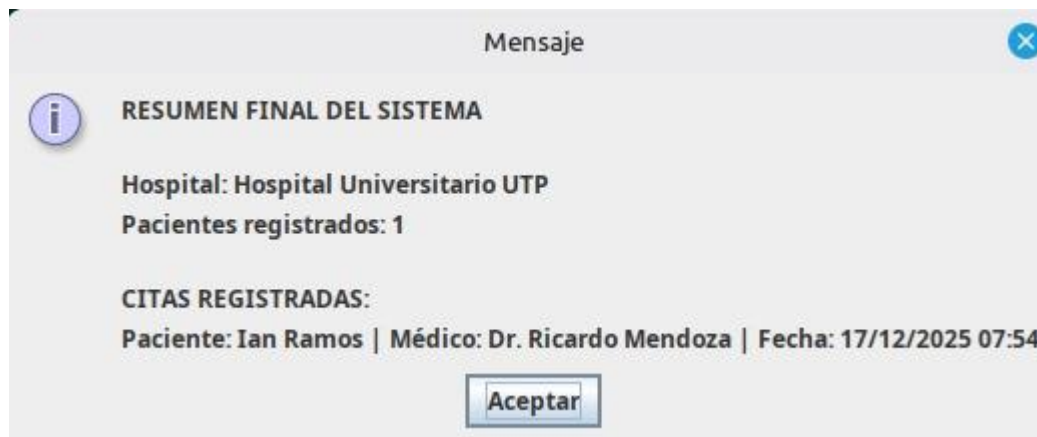 Mensaje
RESUMEN FINAL DEL SISTEMA
Hospital: Hospital Universitario UTP
Pacientes registrados: 1
CITAS REGISTRADAS:
Paciente: Ian Ramos | Médico: Dr. Ricardo Mendoza | Fecha: 17/12/2025 07:54
Aceptar